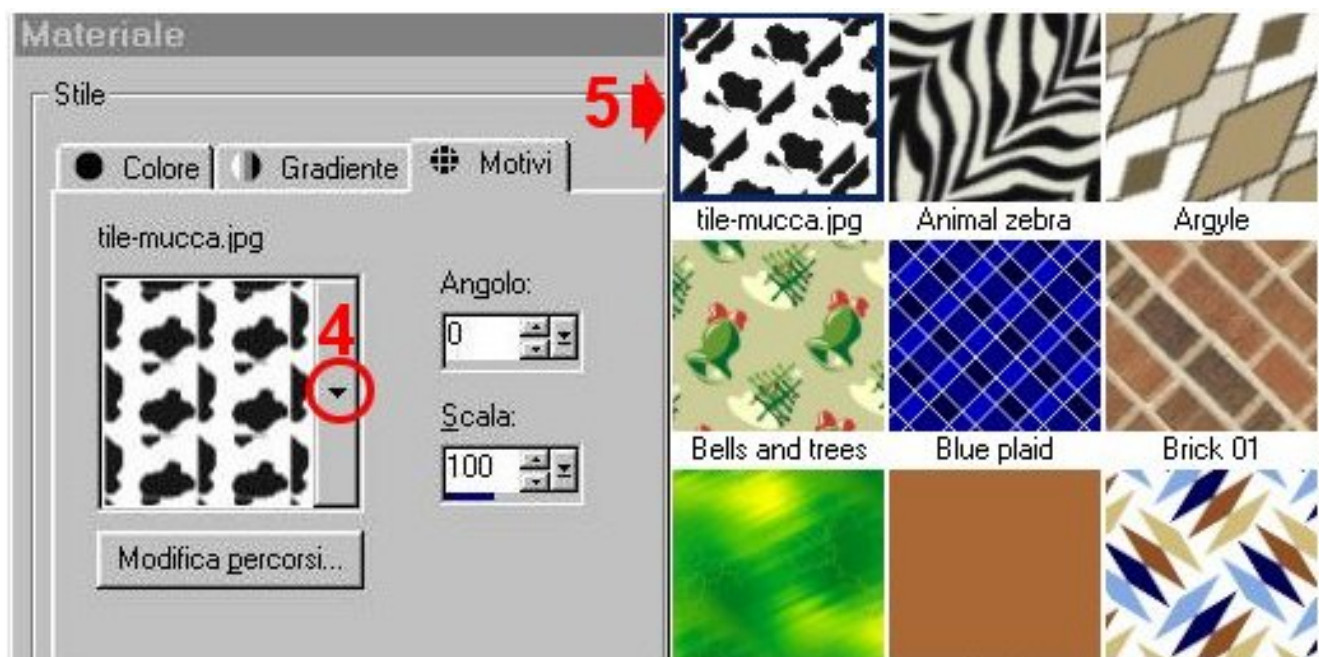 Materiale
Stile
5
Colore
Gradiente
Motivi
tile-mucca.jpg
4
Angolo:
0
Scala:
100
Modifica percorsi...
tile-mucca.jpg
Animal zebra
Argyle
Bells and trees
Blue plaid
Brick 01